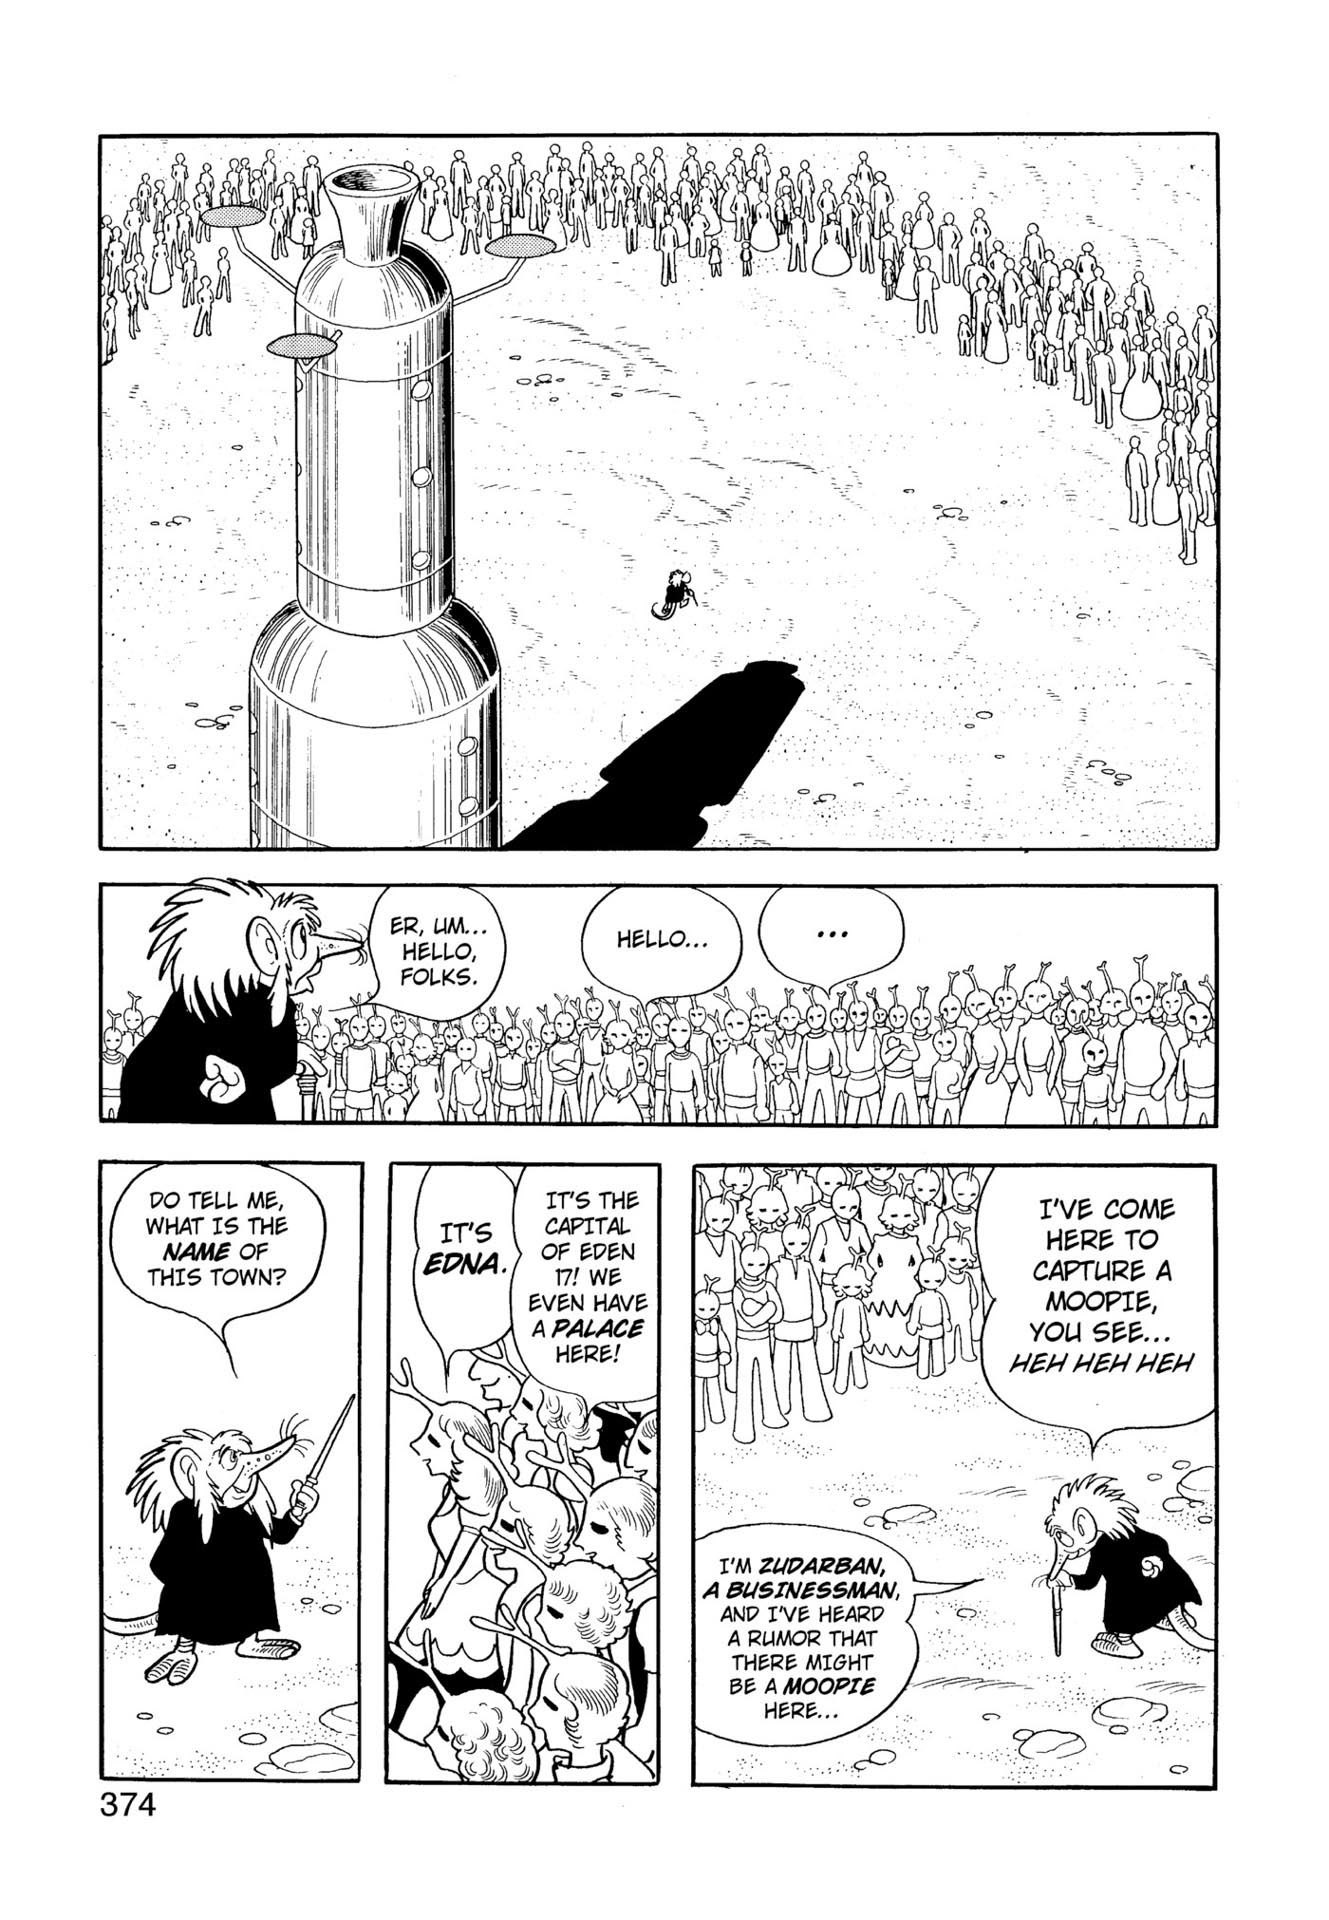 ER, UM...
HELLO,
FOLKS.
HELLO...
...
DO TELL ME,
WHAT IS THE
NAME OF
THIS TOWN?
IT'S
EDNA.
IT'S THE
CAPITAL
OF EDEN
17! WE
EVEN HAVE
A PALACE
HERE!
I'VE COME
HERE TO
CAPTURE A
MOOPIE,
YOU SEE...
HEH HEH HEH
I'M ZUDARBAN,
A BUSINESSMAN,
AND I'VE HEARD
A RUMOR THAT
THERE MIGHT
BE A MOOPIE
HERE...
374